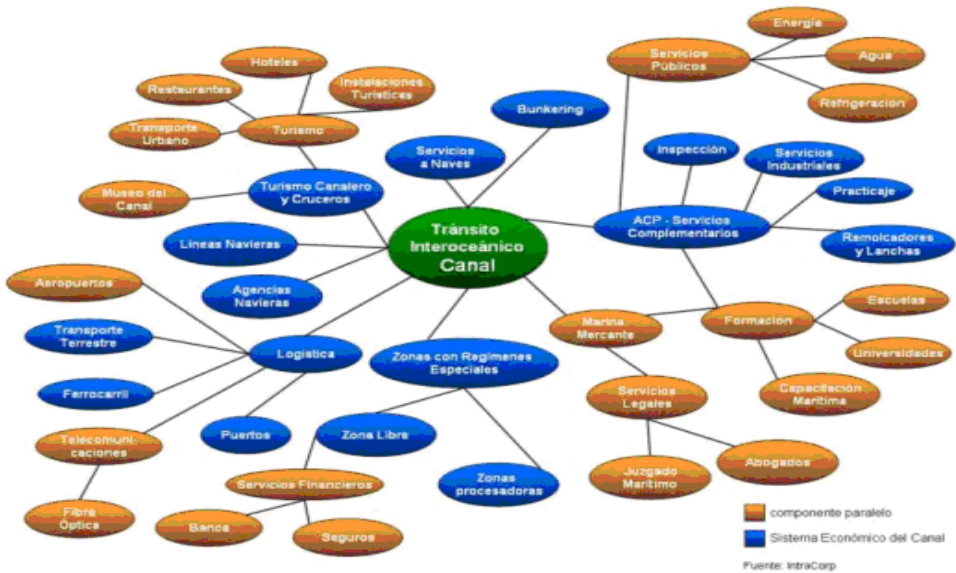 Energía
Servicios
Públicos
Agua
Refrigeracion
Hoteles
Instalaciones
Turísticas
Restaurantes
Turismo
Transporte
Urbano
Bunkering
Servicios
a Naves
Inspección
Servicios
Industriales
Practicaje
Museo del
Canal
Turismo Canalero
y Cruceros
Tránsito
Interoceánico
Canal
ACP - Servicios
Complementarios
Remolcadores
y Lanchas
Líneas Navieras
Agencias
Navieras
Aeropuertos
Transporte
Terrestre
Logística
Ferrocarril
Zonas con Regímenes
Especiales
Marina
Mercante
Formación
Escuelas
Universidades
Capacitación
Marítima
Servicios
Legales
Telecomuni-
caciones
Puertos
Zona Libre
Servicios Financieros
Zonas
procesadoras
Juzgado
Marítimo
Abogados
Fibra
Óptica
Banca
Seguros
componente paralelo
Sistema Económico del Canal
Fuente: IntraCorp